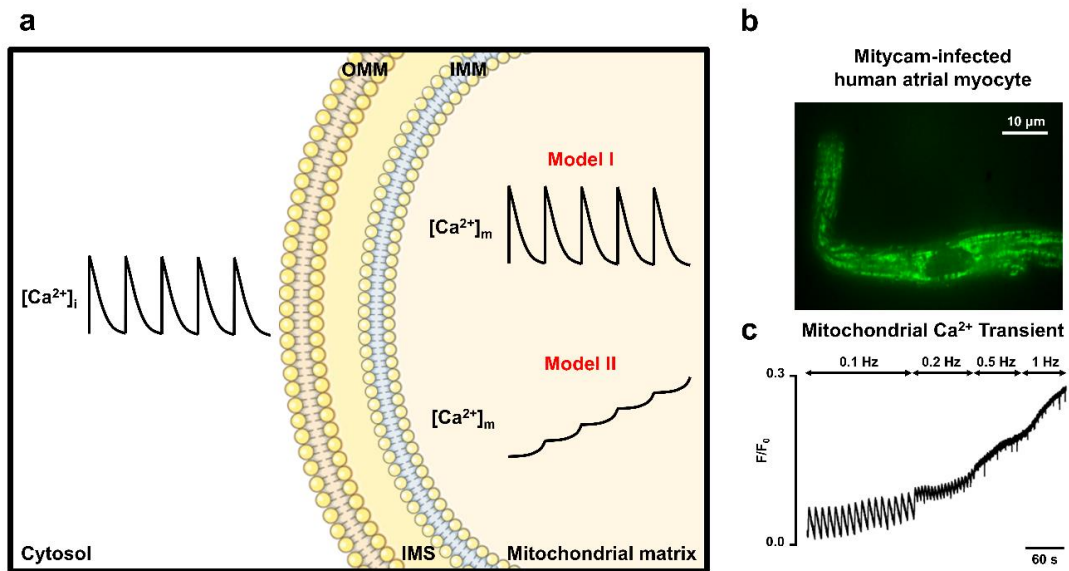 a
OMM
IMM
Model I
[Ca²⁺]ₘ
[Ca²⁺]ᵢ
Model II
[Ca²⁺]ₘ
Cytosol
IMS
Mitochondrial matrix
b
Mitycam-infected
human atrial myocyte
10 µm
c
Mitochondrial Ca²⁺ Transient
0.1 Hz
0.2 Hz
0.5 Hz
1 Hz
0.3
F/F₀
0.0
60 s